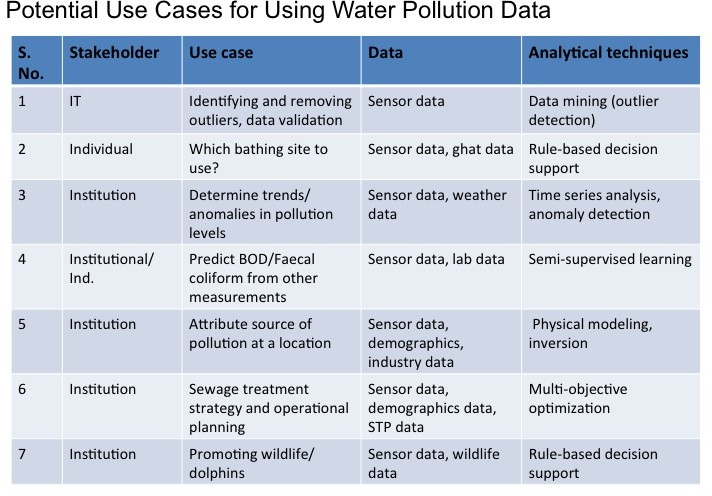 Potential Use Cases for Using Water Pollution Data
S. No. Stakeholder Use case Data Analytical techniques
1 IT Identifying and removing outliers, data validation Sensor data Data mining (outlier detection)
2 Individual Which bathing site to use? Sensor data, ghat data Rule-based decision support
3 Institution Determine trends/ anomalies in pollution levels Sensor data, weather data Time series analysis, anomaly detection
4 Institutional/ Ind. Predict BOD/Faecal coliform from other measurements Sensor data, lab data Semi-supervised learning
5 Institution Attribute source of pollution at a location Sensor data, demographics, industry data Physical modeling, inversion
6 Institution Sewage treatment strategy and operational planning Sensor data, demographics data, STP data Multi-objective optimization
7 Institution Promoting wildlife/ dolphins Sensor data, wildlife data Rule-based decision support